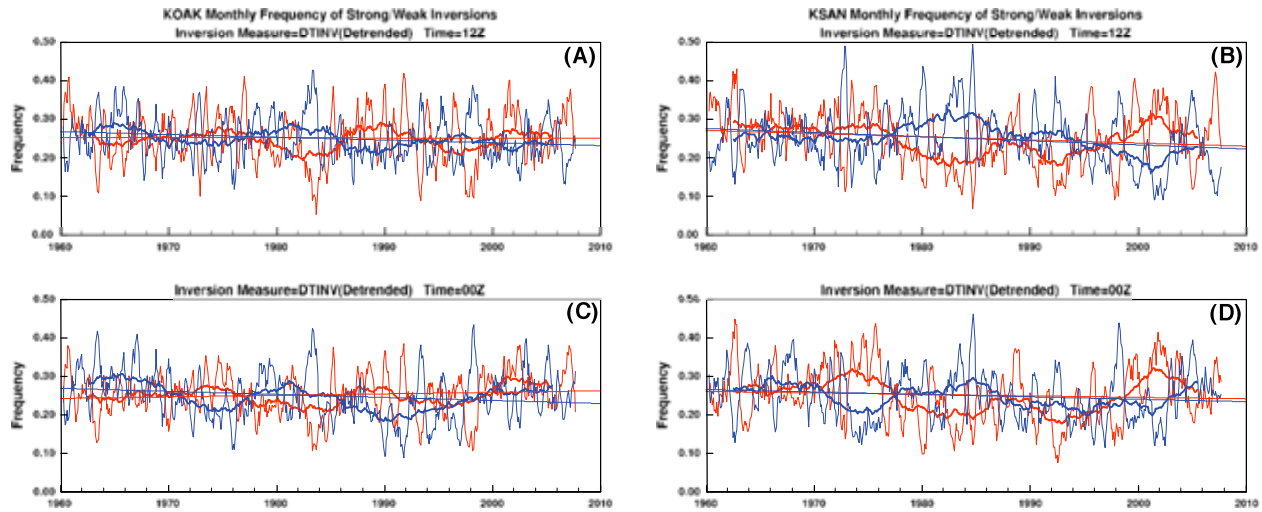 KOAK Monthly Frequency of Strong/Weak Inversions
Inversion Measure=DTINV(Detrended) Time=12Z
(A)
0.50
0.40
0.30
0.20
0.10
0.00
Frequency
1960 1970 1980 1990 2000 2010
KSAN Monthly Frequency of Strong/Weak Inversions
Inversion Measure=DTINV(Detrended) Time=12Z
(B)
0.50
0.40
0.30
0.20
0.10
0.00
Frequency
1960 1970 1980 1990 2000 2010
Inversion Measure=DTINV(Detrended) Time=00Z
(C)
0.50
0.40
0.30
0.20
0.10
0.00
Frequency
1960 1970 1980 1990 2000 2010
Inversion Measure=DTINV(Detrended) Time=00Z
(D)
0.50
0.40
0.30
0.20
0.10
0.00
Frequency
1960 1970 1980 1990 2000 2010